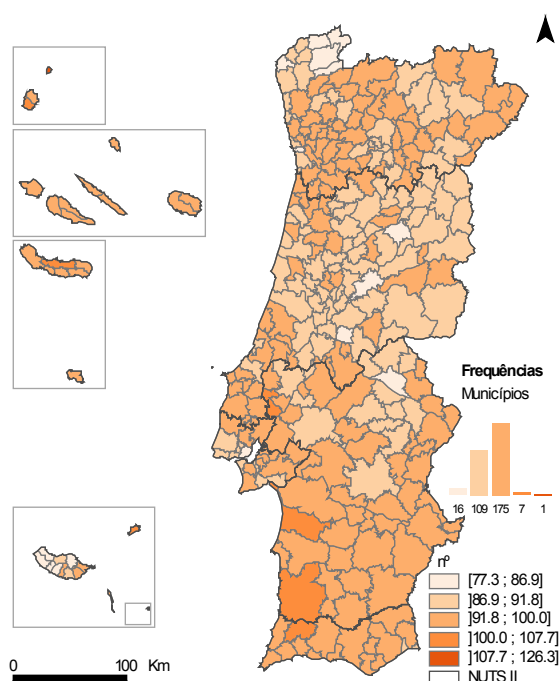 Frequências
Municípios
16 109 175 7 1
nº
[77.3 ; 86.9]
]86.9 ; 91.8]
]91.8 ; 100.0]
]100.0 ; 107.7]
]107.7 ; 126.3]
NUTS II
0 100 Km